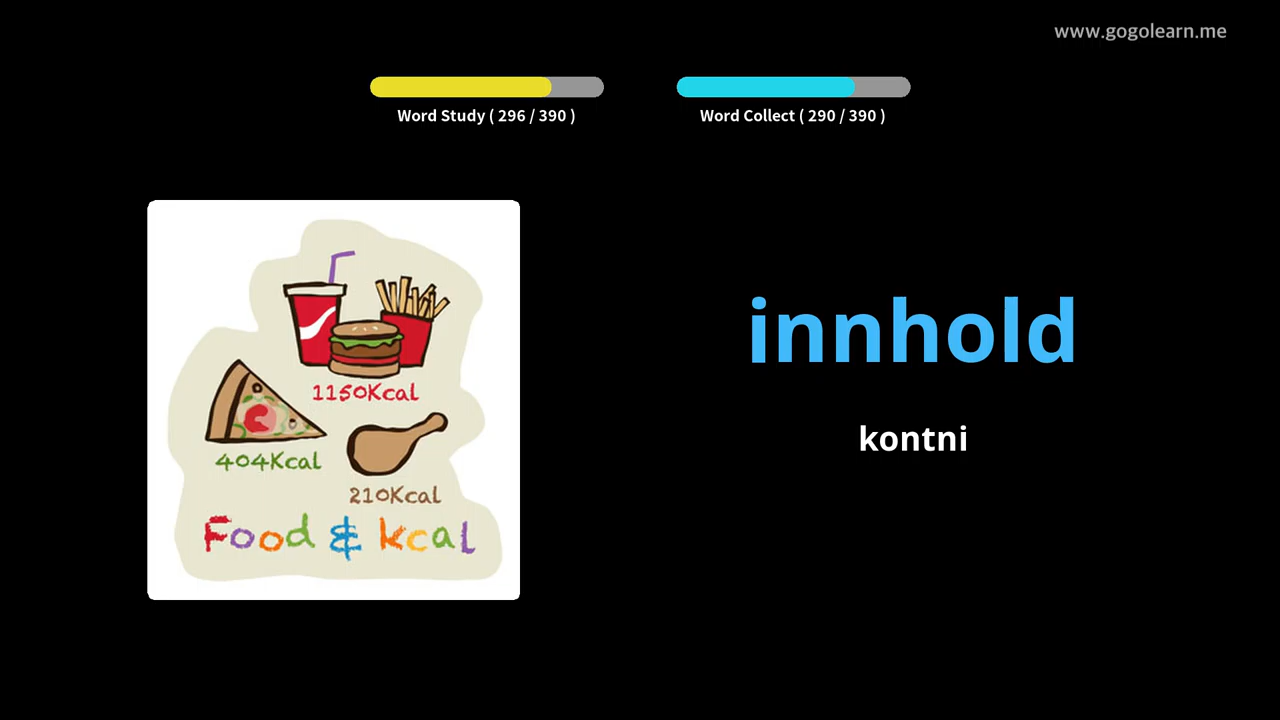 www.gogolearn.me
Word Study ( 296 / 390 )
Word Collect ( 290 / 390 )
1150Kcal
404Kcal
210Kcal
Food & kcal
innhold
kontni